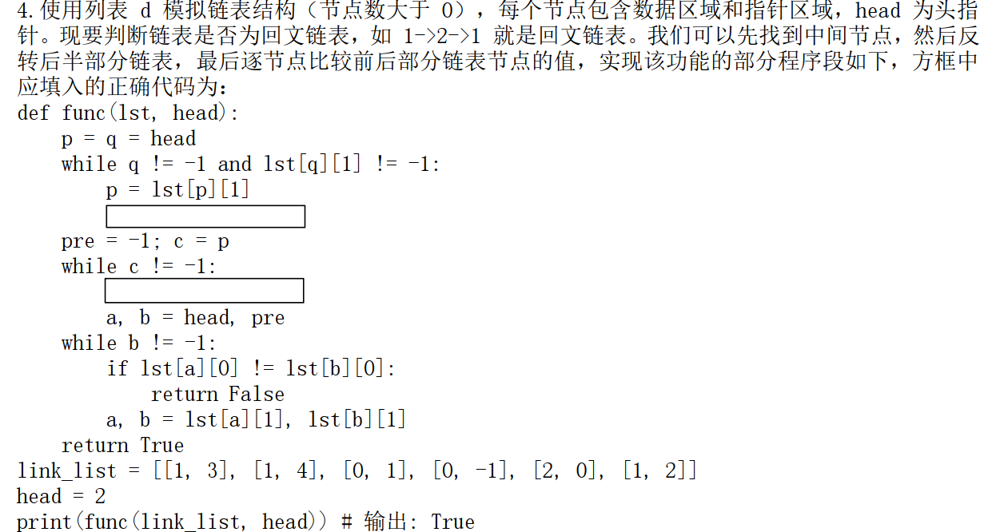 4.使用列表 d 模拟链表结构（节点数大于 0），每个节点包含数据区域和指针区域，head 为头指
针。现要判断链表是否为回文链表，如 1->2->1 就是回文链表。我们可以先找到中间节点，然后反
转后半部分链表，最后逐节点比较前后部分链表节点的值，实现该功能的部分程序段如下，方框中
应填入的正确代码为：
def func(lst, head):
    p = q = head
    while q != -1 and lst[q][1] != -1:
        p = lst[p][1]
    pre = -1; c = p
    while c != -1:
        a, b = head, pre
    while b != -1:
        if lst[a][0] != lst[b][0]:
            return False
        a, b = lst[a][1], lst[b][1]
    return True
link_list = [[1, 3], [1, 4], [0, 1], [0, -1], [2, 0], [1, 2]]
head = 2
print(func(link_list, head)) # 输出: True